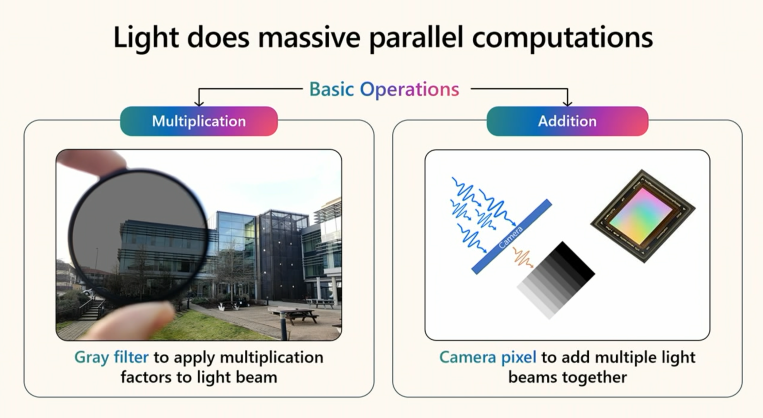 Light does massive parallel computations
Basic Operations
Multiplication
Gray filter to apply multiplication
factors to light beam
Addition
Camera
Camera pixel to add multiple light
beams together